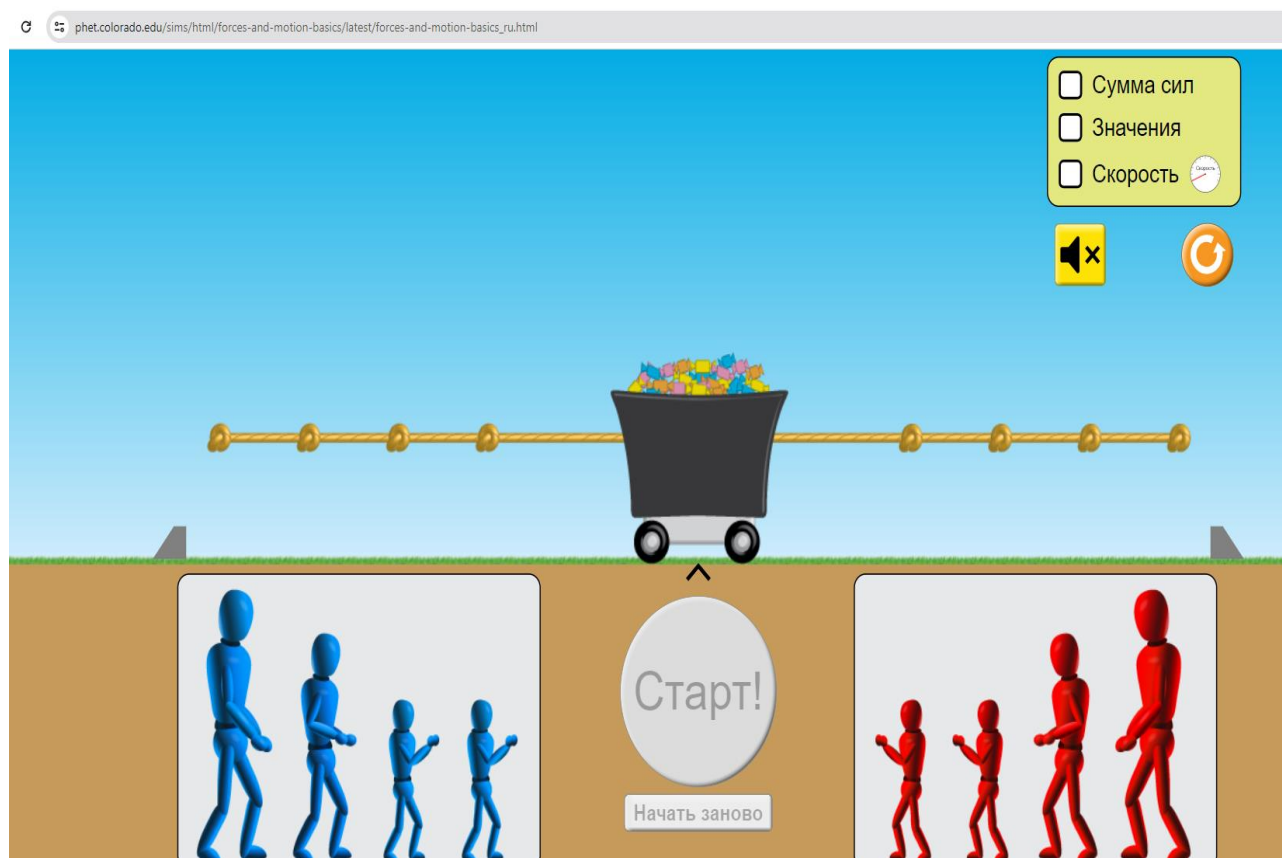 phet.colorado.edu/sims/html/forces-and-motion-basics/latest/forces-and-motion-basics_ru.html
Сумма сил
Значения
Скорость
Скорость
Старт!
Начать заново